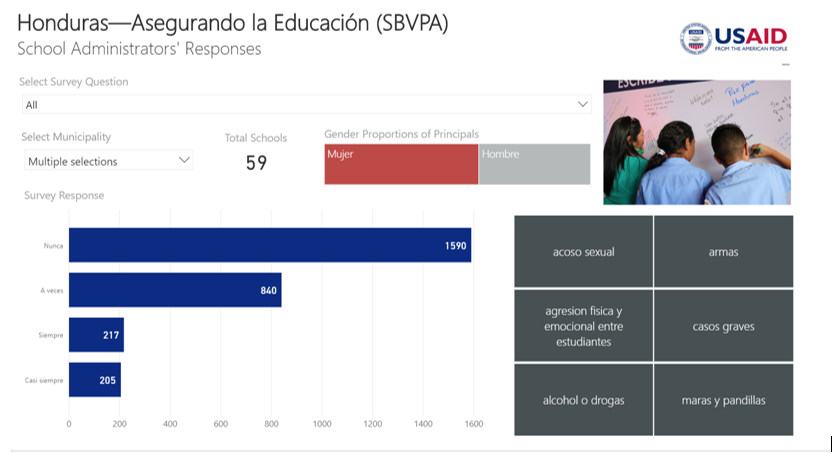 Honduras—Asegurando la Educación (SBVPA)
School Administrators' Responses
USAID
FROM THE AMERICAN PEOPLE
Select Survey Question
All
Select Municipality
Multiple selections
Total Schools
59
Gender Proportions of Principals
Mujer
Hombre
Survey Response
Nunca
1590
A veces
840
Siempre
217
Casi siempre
205
0
200
400
600
800
1000
1200
1400
1600
acoso sexual
armas
agresion fisica y
emocional entre
estudiantes
casos graves
alcohol o drogas
maras y pandillas